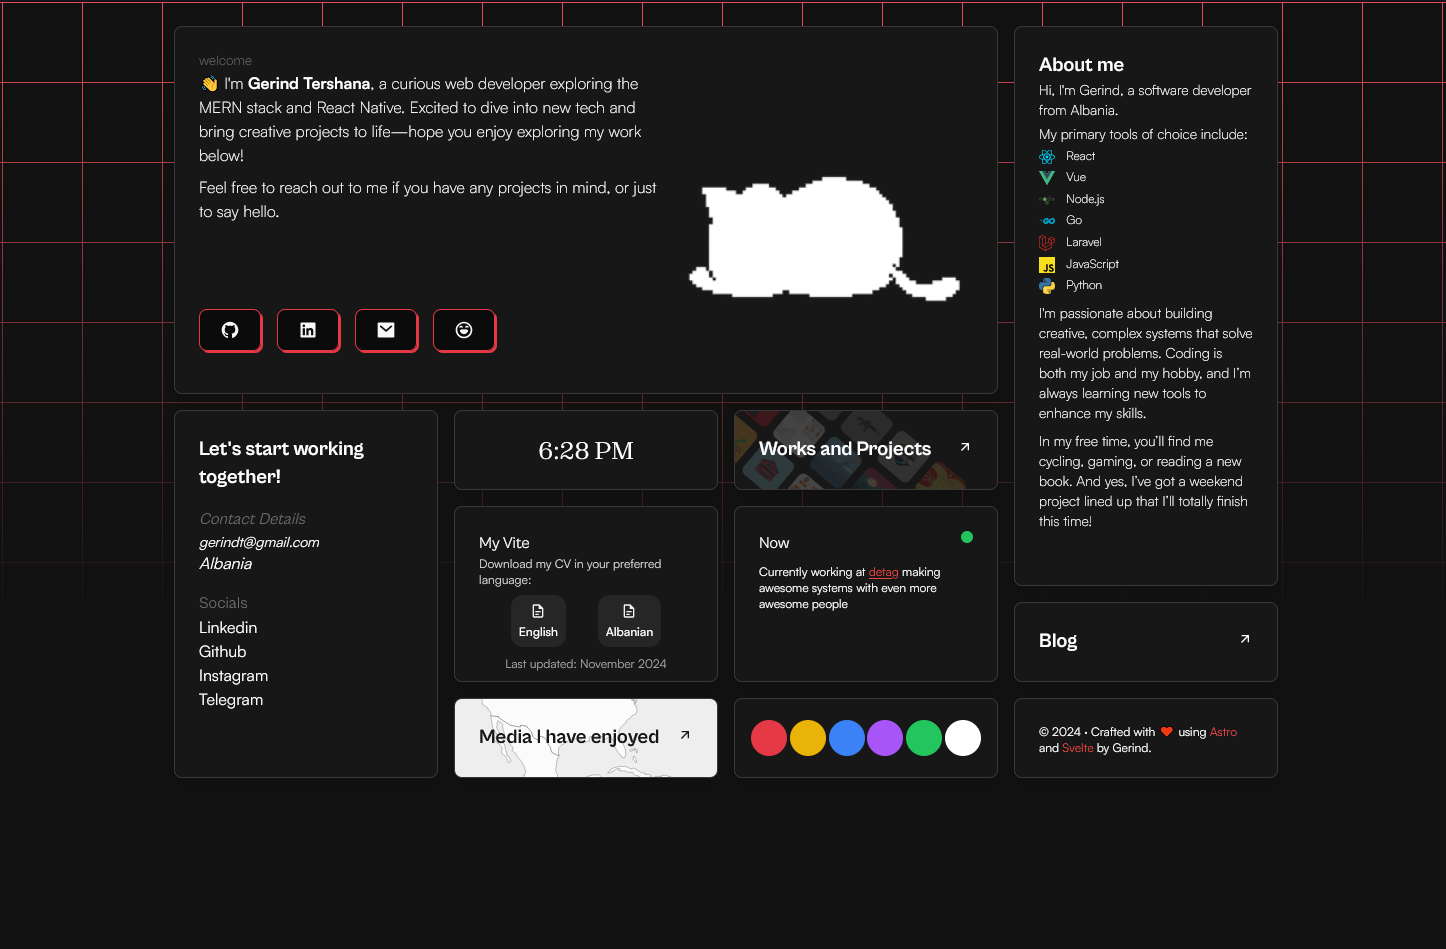 welcome
👋 I'm Gerind Tershana, a curious web developer exploring the
MERN stack and React Native. Excited to dive into new tech and
bring creative projects to life—hope you enjoy exploring my work
below!
Feel free to reach out to me if you have any projects in mind, or just
to say hello.
About me
Hi, I'm Gerind, a software developer
from Albania.
My primary tools of choice include:
React
Vue
Node.js
Go
Laravel
JS JavaScript
Python
I'm passionate about building
creative, complex systems that solve
real-world problems. Coding is
both my job and my hobby, and I’m
always learning new tools to
enhance my skills.
In my free time, you’ll find me
cycling, gaming, or reading a new
book. And yes, I’ve got a weekend
project lined up that I’ll totally finish
this time!
Let's start working
together!
Contact Details
gerindt@gmail.com
Albania
Socials
Linkedin
Github
Instagram
Telegram
6:28 PM
Works and Projects
My Vite
Download my CV in your preferred
language:
English
Albanian
Last updated: November 2024
Now
Currently working at detag making
awesome systems with even more
awesome people
Media I have enjoyed
Blog
© 2024 • Crafted with ❤ using Astro
and Svelte by Gerind.